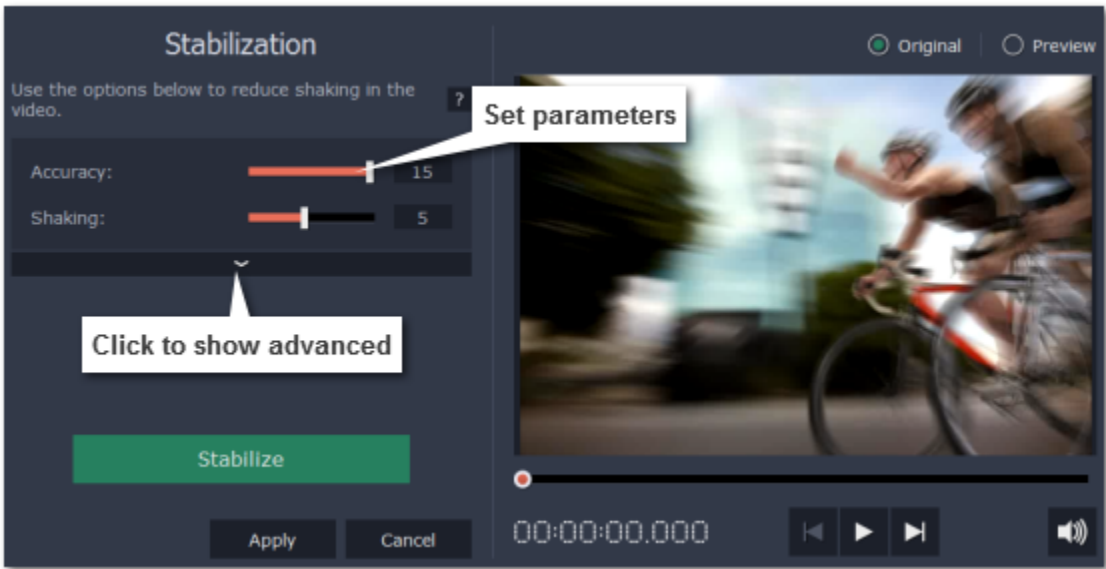 Stabilization
Use the options below to reduce shaking in the
video.
?
Accuracy:
15
Shaking:
5
Set parameters
Click to show advanced
Stabilize
Apply
Cancel
Original
Preview
00:00:00.000